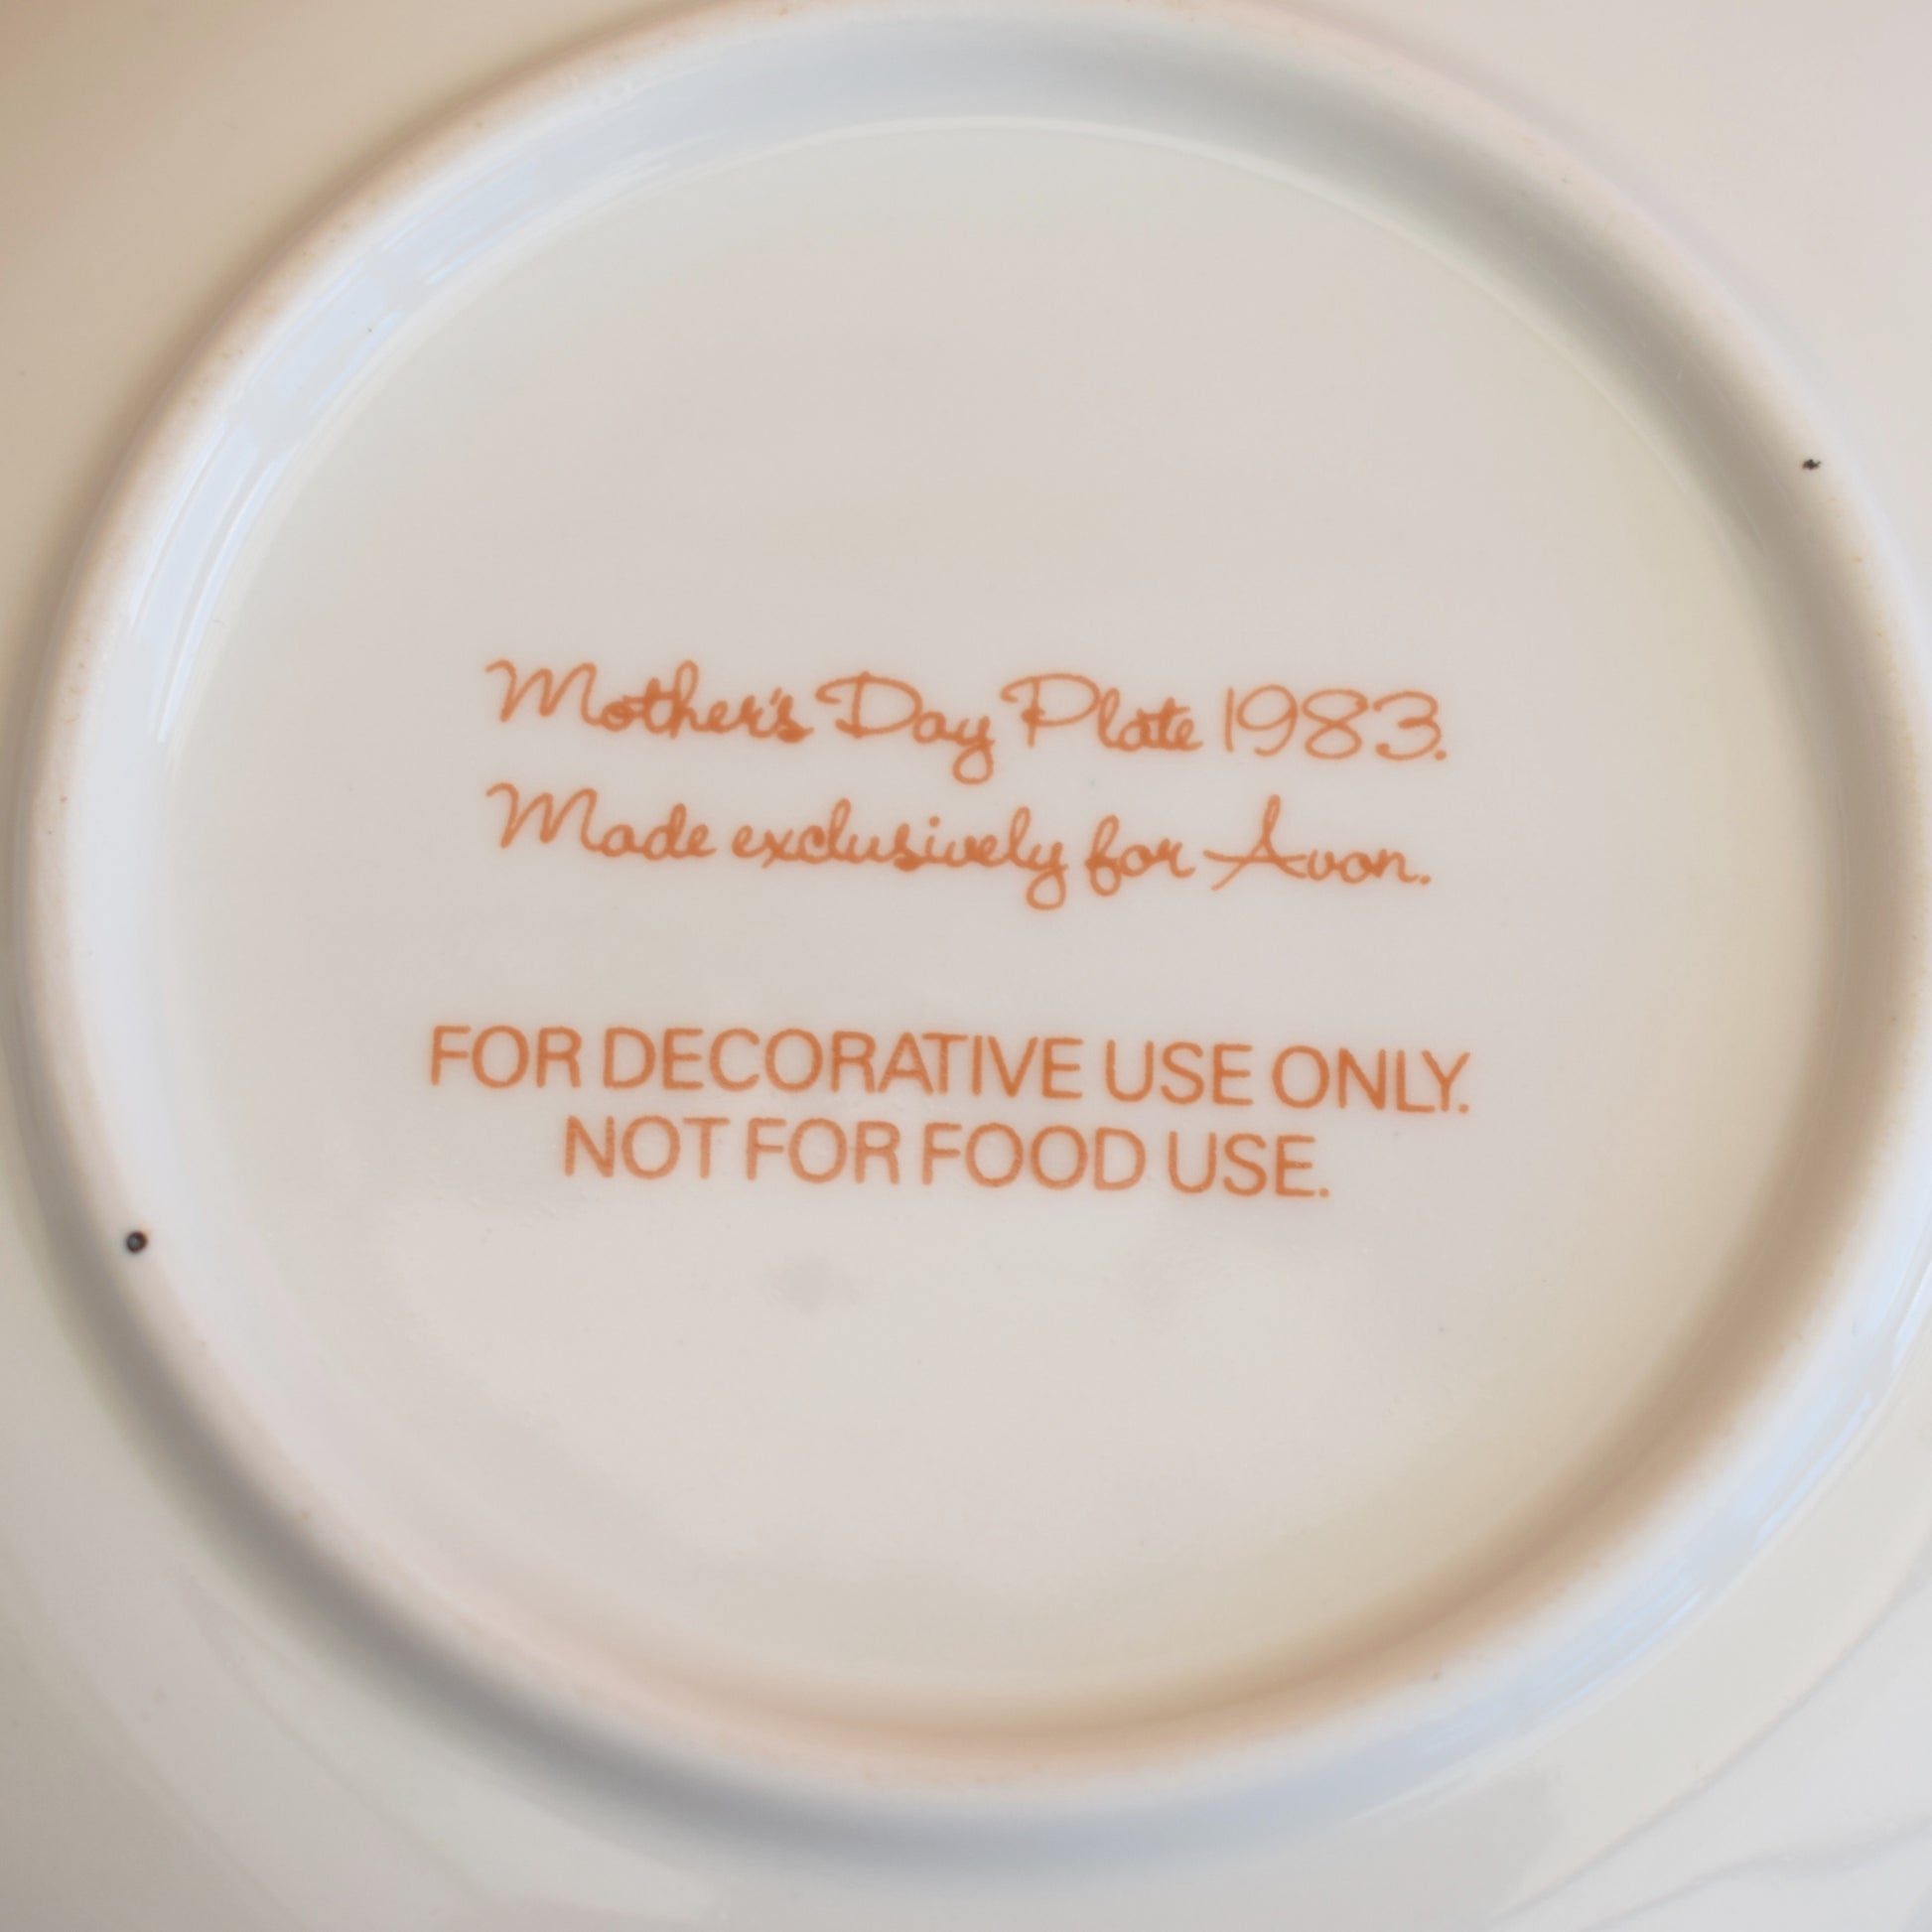 Mother's Day Plate 1983.
Made exclusively for Avon.
FOR DECORATIVE USE ONLY.
NOT FOR FOOD USE.